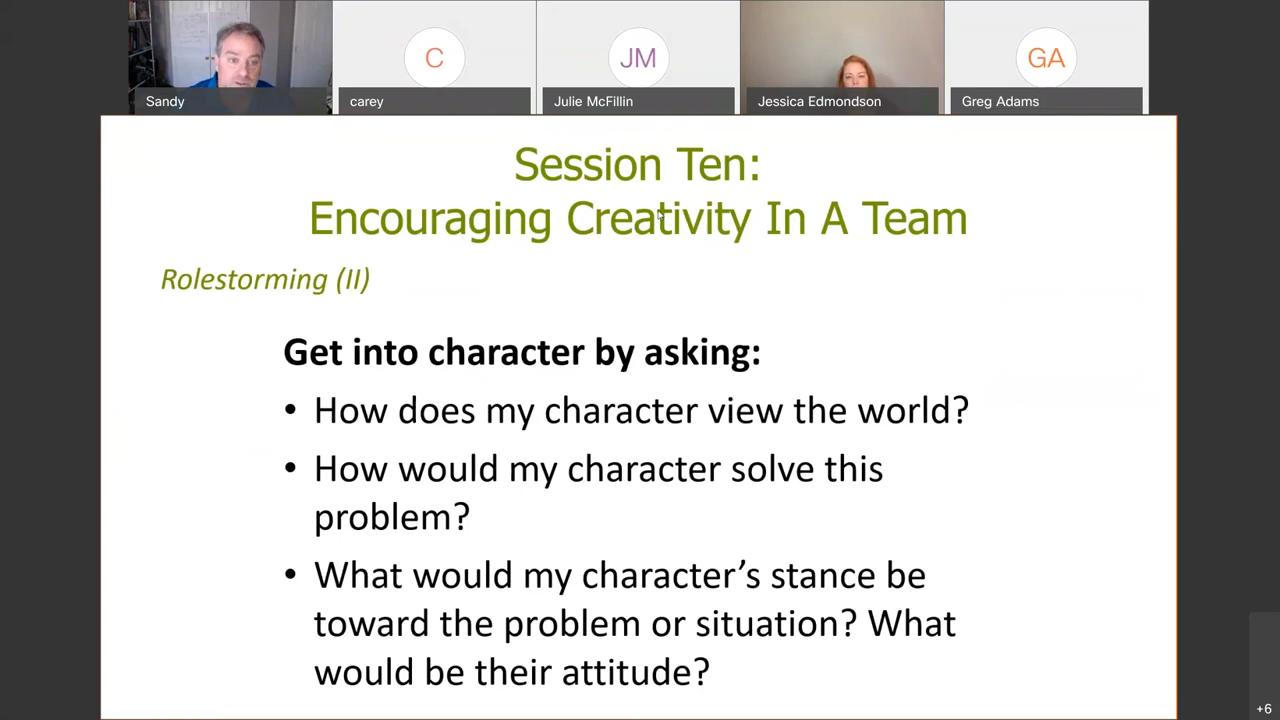 C
JM
GA
Sandy
carey
Julie McFillin
Jessica Edmondson
Greg Adams
Session Ten:
Encouraging Creativity In A Team
Rolestorming (II)
Get into character by asking:
• How does my character view the world?
• How would my character solve this
problem?
• What would my character’s stance be
toward the problem or situation? What
would be their attitude?
+6